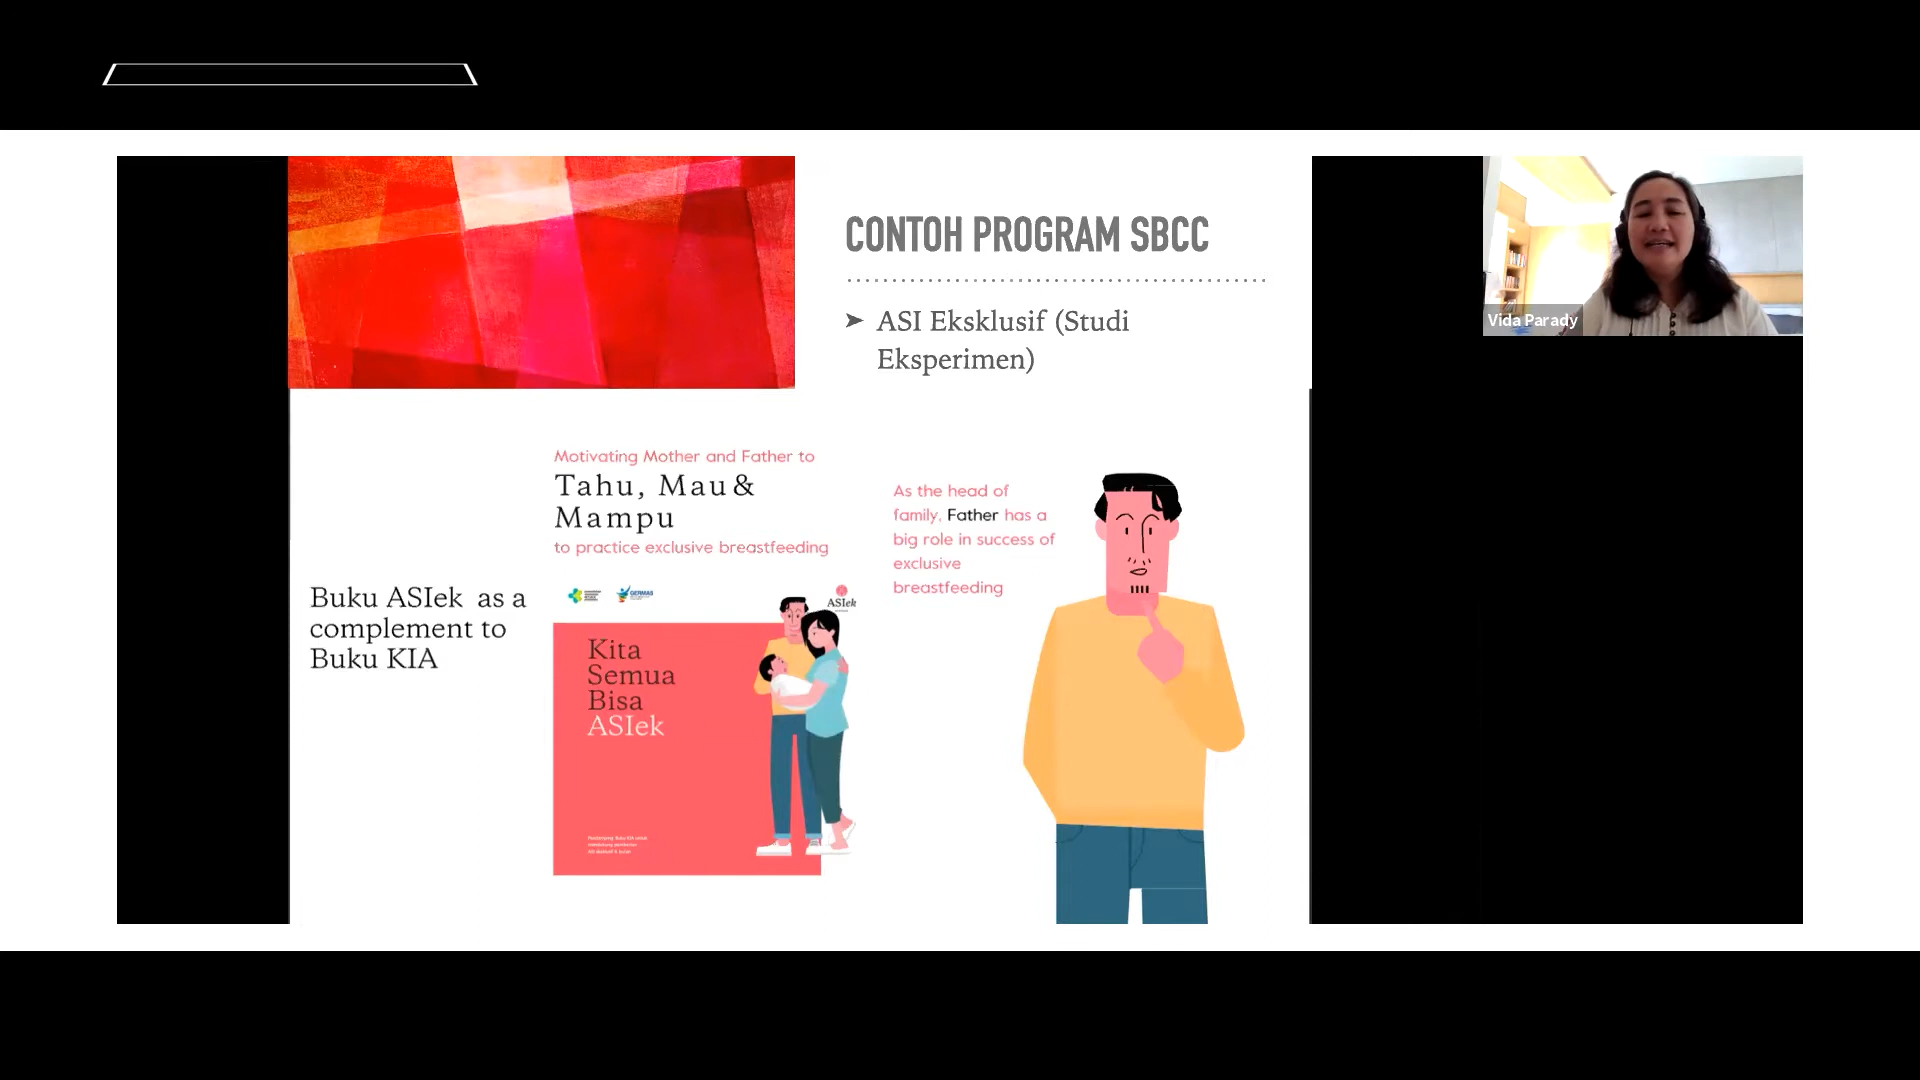 CONTOH PROGRAM SBCC
➤ ASI Eksklusif (Studi
Eksperimen)
Vida Parady
Motivating Mother and Father to
Tahu, Mau &
Mampu
to practice exclusive breastfeeding
As the head of
family, Father has a
big role in success of
exclusive
breastfeeding
Buku ASIek as a
complement to
Buku KIA
GERMAS
ASIek
Kita
Semua
Bisa
ASIek